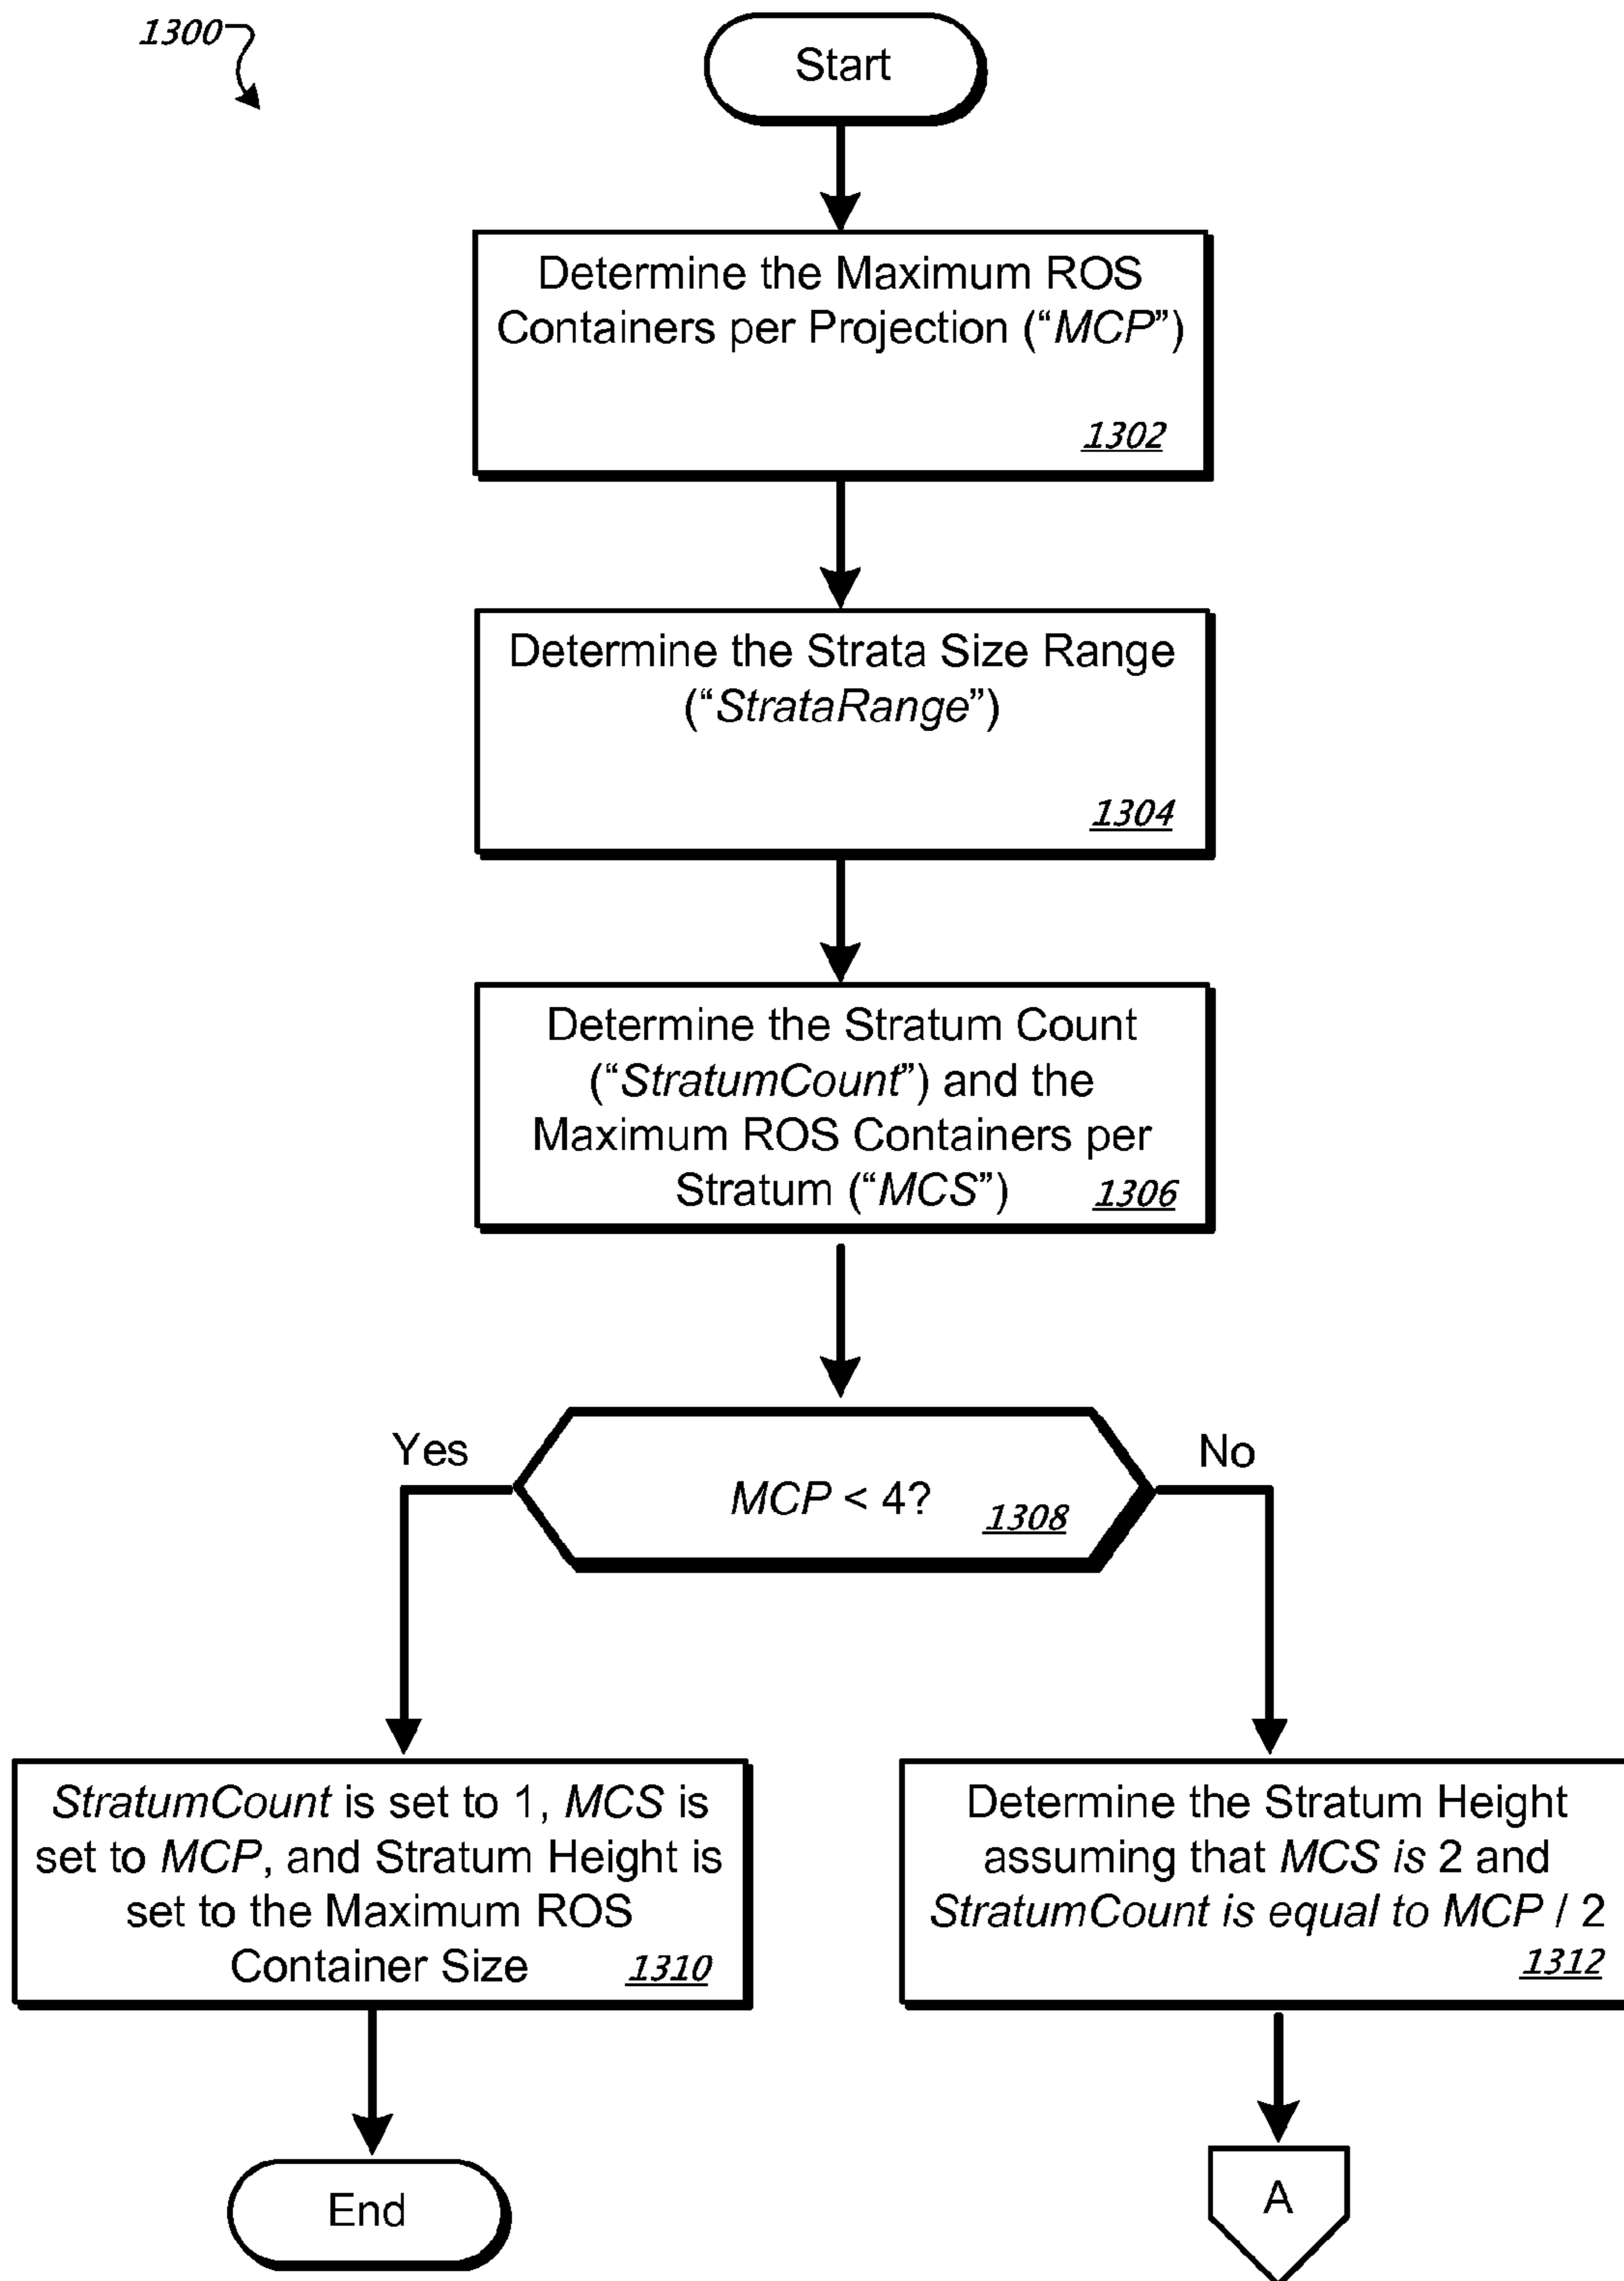 1300
Start
Determine the Maximum ROS
Containers per Projection (“MCP”)
1302
Determine the Strata Size Range
(“StrataRange”)
1304
Determine the Stratum Count
(“StratumCount”) and the
Maximum ROS Containers per
Stratum (“MCS”)
1306
Yes
No
MCP < 4?
1308
StratumCount is set to 1, MCS is
set to MCP, and Stratum Height is
set to the Maximum ROS
Container Size
1310
Determine the Stratum Height
assuming that MCS is 2 and
StratumCount is equal to MCP / 2
1312
End
A